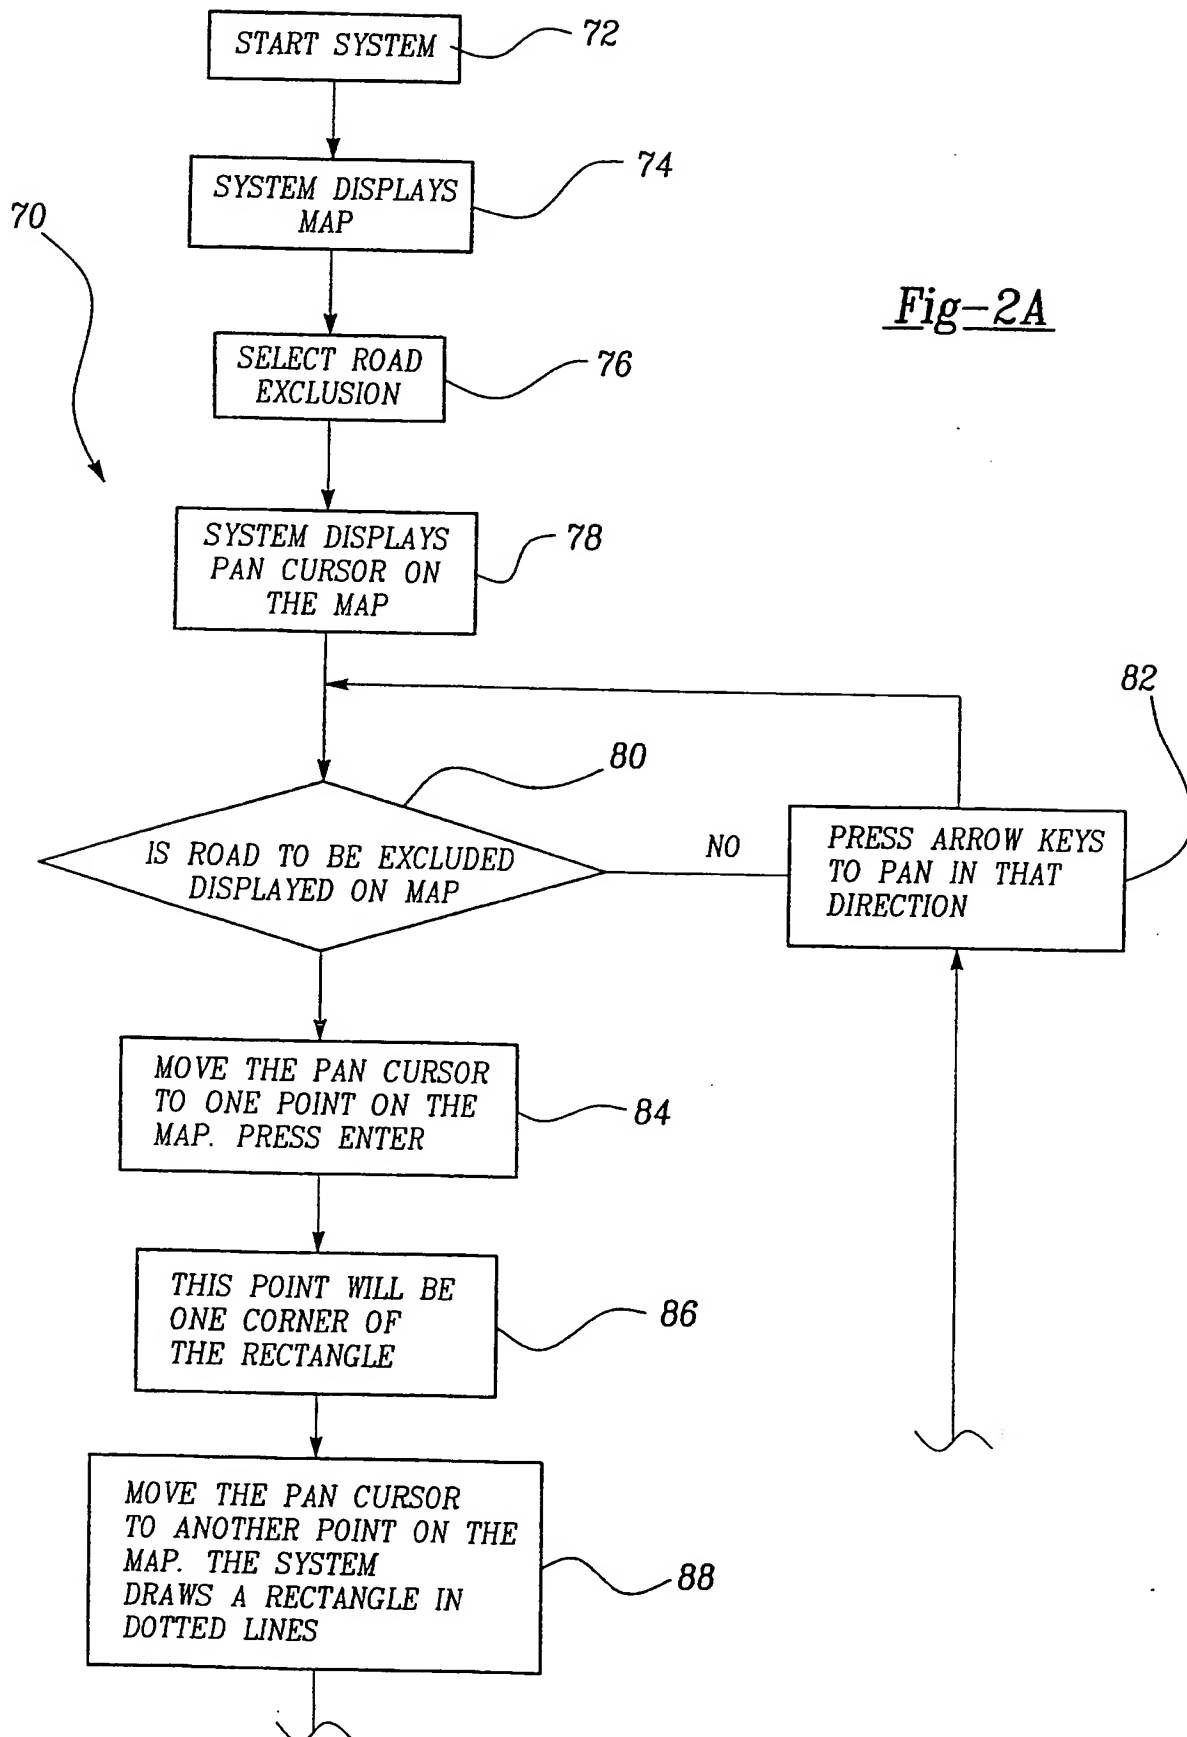 START SYSTEM
72
SYSTEM DISPLAYS
MAP
74
70
Fig-2A
SELECT ROAD
EXCLUSION
76
SYSTEM DISPLAYS
PAN CURSOR ON
THE MAP
78
82
80
IS ROAD TO BE EXCLUDED
DISPLAYED ON MAP
NO
PRESS ARROW KEYS
TO PAN IN THAT
DIRECTION
MOVE THE PAN CURSOR
TO ONE POINT ON THE
MAP. PRESS ENTER
84
THIS POINT WILL BE
ONE CORNER OF
THE RECTANGLE
86
MOVE THE PAN CURSOR
TO ANOTHER POINT ON THE
MAP. THE SYSTEM
DRAWS A RECTANGLE IN
DOTTED LINES
88